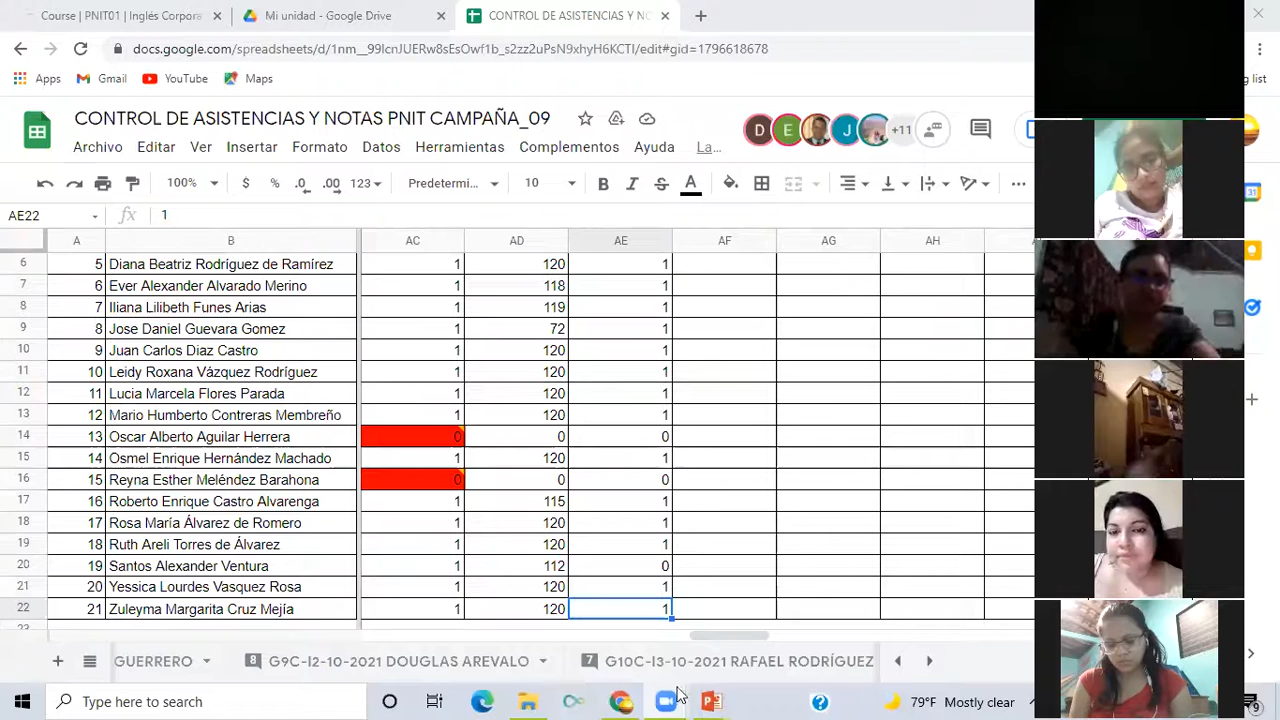 Course | PNIT01 | Inglés Corpora
Mi unidad - Google Drive
CONTROL DE ASISTENCIAS Y NO
docs.google.com/spreadsheets/d/1nm__99IcnJUERw8sEsOwf1b_s2zz2uPsN9xhyH6KCTI/edit#gid=1796618678
Apps
Gmail
YouTube
Maps
ng list
CONTROL DE ASISTENCIAS Y NOTAS PNIT CAMPAÑA_09
Archivo Editar Ver Insertar Formato Datos Herramientas Complementos Ayuda La...
D E J +11
100% $ % .0 .00 123 Predetermi... 10 B I S A
AE22 fx 1
A B AC AD AE AF AG AH
6 5 Diana Beatriz Rodríguez de Ramírez 1 120 1
7 6 Ever Alexander Alvarado Merino 1 118 1
8 7 Iliana Lilibeth Funes Arias 1 119 1
9 8 Jose Daniel Guevara Gomez 1 72 1
10 9 Juan Carlos Diaz Castro 1 120 1
11 10 Leidy Roxana Vázquez Rodríguez 1 120 1
12 11 Lucia Marcela Flores Parada 1 120 1
13 12 Mario Humberto Contreras Membreño 1 120 1
14 13 Oscar Alberto Aguilar Herrera 0 0 0
15 14 Osmel Enrique Hernández Machado 1 120 1
16 15 Reyna Esther Meléndez Barahona 0 0 0
17 16 Roberto Enrique Castro Alvarenga 1 115 1
18 17 Rosa María Álvarez de Romero 1 120 1
19 18 Ruth Areli Torres de Álvarez 1 120 1
20 19 Santos Alexander Ventura 1 112 0
21 20 Yessica Lourdes Vasquez Rosa 1 120 1
22 21 Zuleyma Margarita Cruz Mejía 1 120 1
23
GUERRERO 8 G9C-I2-10-2021 DOUGLAS AREVALO 7 G10C-I3-10-2021 RAFAEL RODRÍGUEZ
Type here to search
79°F Mostly clear
9